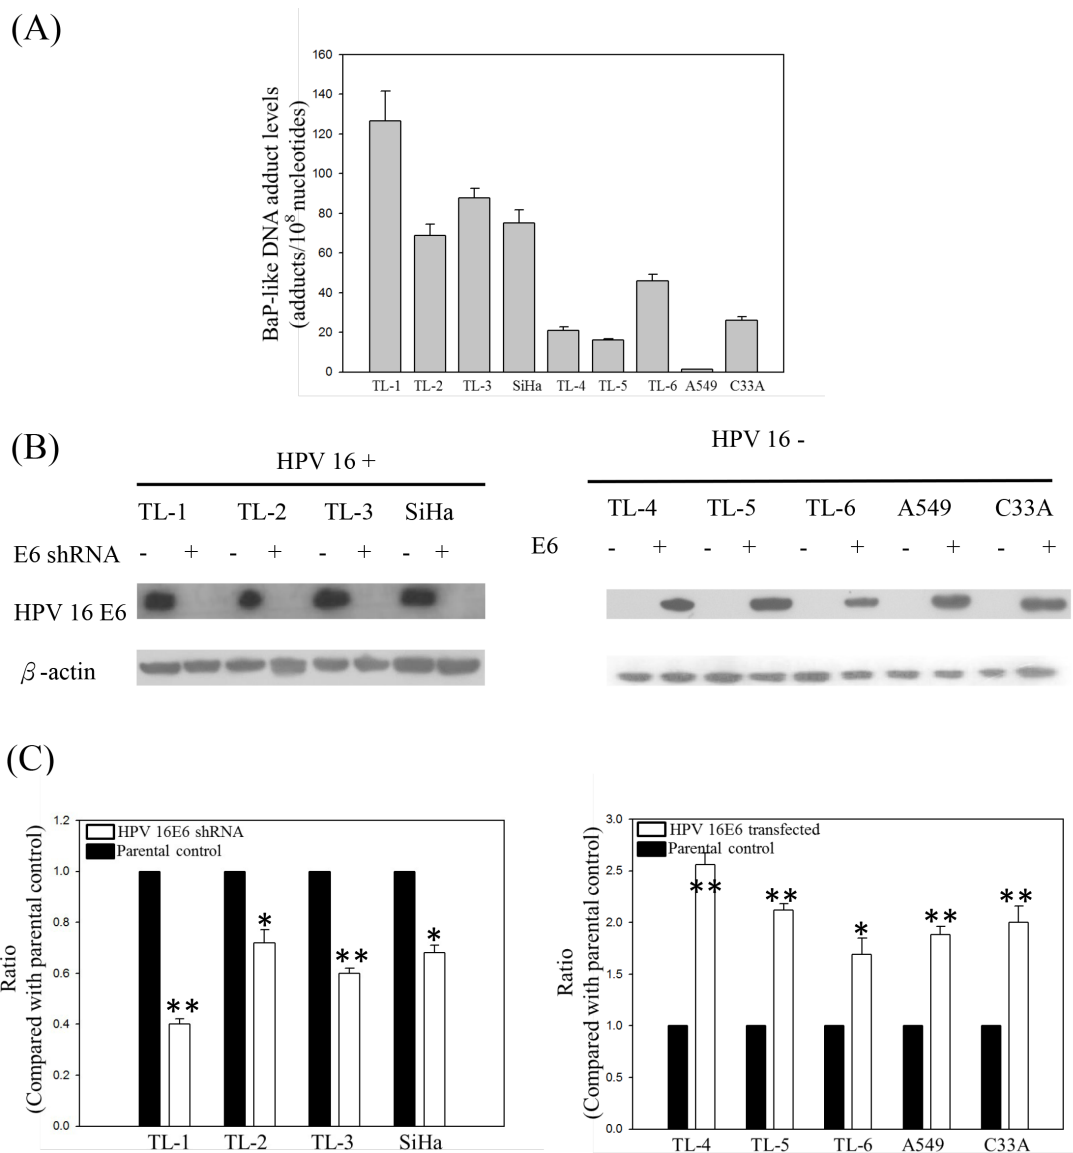 (A)
BaP-like DNA adduct levels
(adducts/10⁸ nucleotides)
160
140
120
100
80
60
40
20
0
TL-1 TL-2 TL-3 SiHa TL-4 TL-5 TL-6 A549 C33A
(B)
HPV 16 +
TL-1 TL-2 TL-3 SiHa
E6 shRNA - + - + - + - +
HPV 16 E6
β-actin
HPV 16 -
TL-4 TL-5 TL-6 A549 C33A
E6 - + - + - + - + - +
(C)
Ratio
(Compared with parental control)
1.2
1.0
0.8
0.6
0.4
0.2
0.0
HPV 16E6 shRNA
Parental control
** * ** *
TL-1 TL-2 TL-3 SiHa
Ratio
(Compared with parental control)
3.0
2.5
2.0
1.5
1.0
0.5
0.0
HPV 16E6 transfected
Parental control
** ** * ** **
TL-4 TL-5 TL-6 A549 C33A